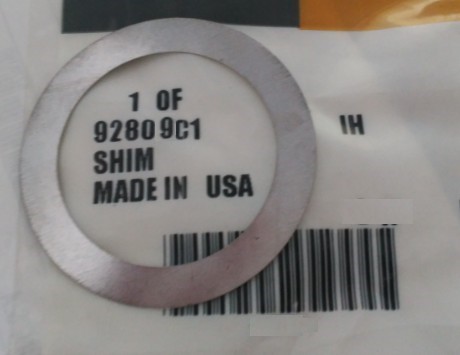 1 OF
92809C1
SHIM
MADE IN USA
IH